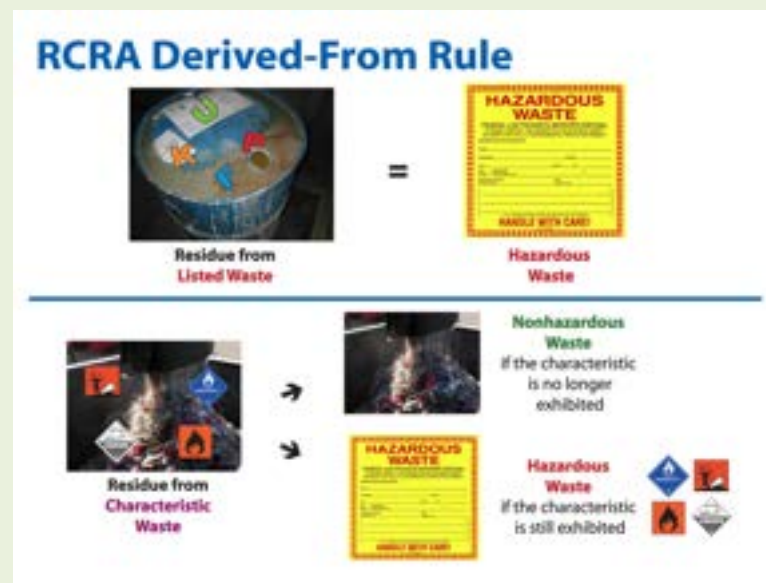 RCRA Derived-From Rule
U
K
P
F
HAZARDOUS
WASTE
HANDLE WITH CARE!
=
Residue from
Listed Waste
Hazardous
Waste
Nonhazardous
Waste
if the characteristic
is no longer
exhibited
Residue from
Characteristic
Waste
HAZARDOUS
WASTE
HANDLE WITH CARE!
Hazardous
Waste
if the characteristic
is still exhibited